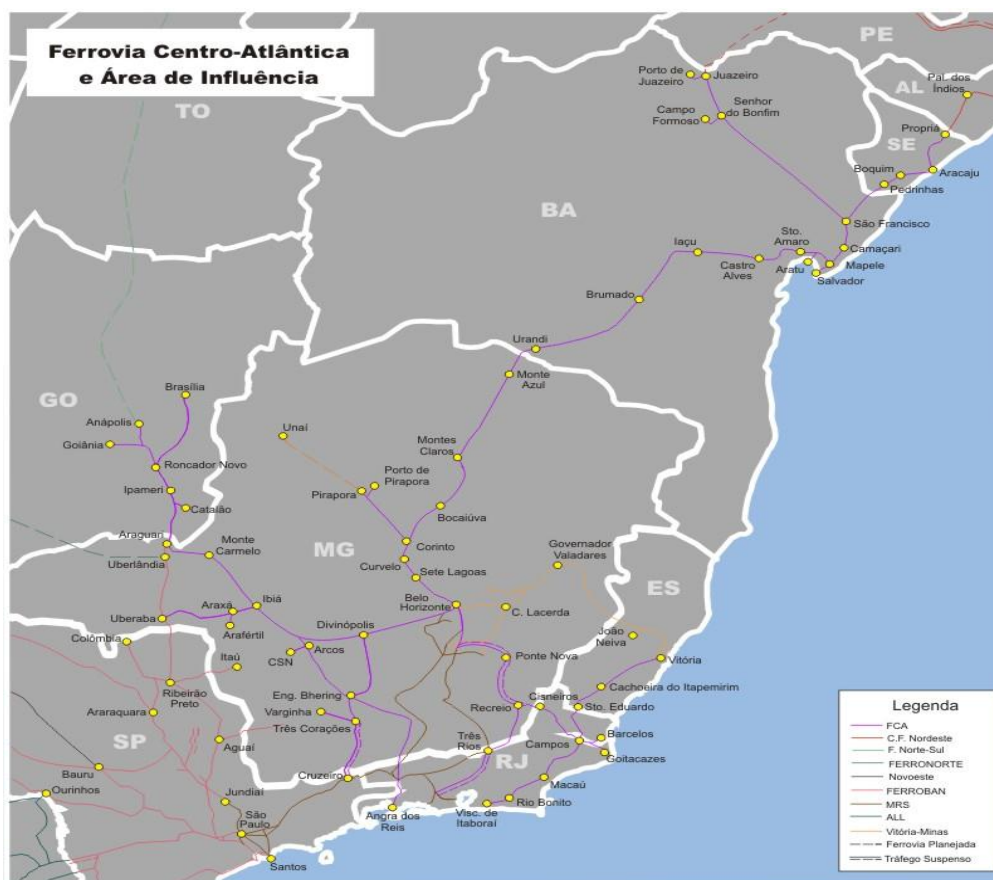 Ferrovia Centro-Atlântica
e Área de Influência
PE
Porto de
Juazeiro
Juazeiro
AL
Pal. dos
Índios
TO
Campo
Formoso
Senhor
do Bonfim
Propriá
SE
Boquim
Aracaju
Pedrinhas
BA
São Francisco
Sto.
Amaro
Iaçu
Camaçari
Castro
Alves
Aratu
Mapele
Salvador
Brumado
Urandi
Monte
Azul
Brasília
GO
Anápolis
Goiânia
Unaí
Montes
Claros
Roncador Novo
Porto de
Pirapora
Pirapora
Ipameri
Catalão
Bocaiúva
Araguari
Monte
Carmelo
MG
Corinto
Governador
Valadares
Uberlândia
Curvelo
Sete Lagoas
ES
Belo
Horizonte
C. Lacerda
Araxá
Ibiá
Uberaba
Arafértil
Divinópolis
João
Neiva
Colômbia
CSN
Arcos
Itaú
Ponte Nova
Vitória
Ribeirão
Preto
Eng. Bhering
Cachoeira do Itapemirim
Cisneiros
Varginha
Recreio
Sto. Eduardo
Araraquara
Três Corações
SP
Aguaí
Três
Rios
Campos
Barcelos
RJ
Goitacazes
Bauru
Cruzeiro
Macaú
Ourinhos
Jundiaí
Rio Bonito
São
Paulo
Angra dos
Reis
Visc. de
Itaboraí
Santos
Legenda
FCA
C.F. Nordeste
F. Norte-Sul
FERRONORTE
Novoeste
FERROBAN
MRS
ALL
Vitória-Minas
Ferrovia Planejada
Tráfego Suspenso